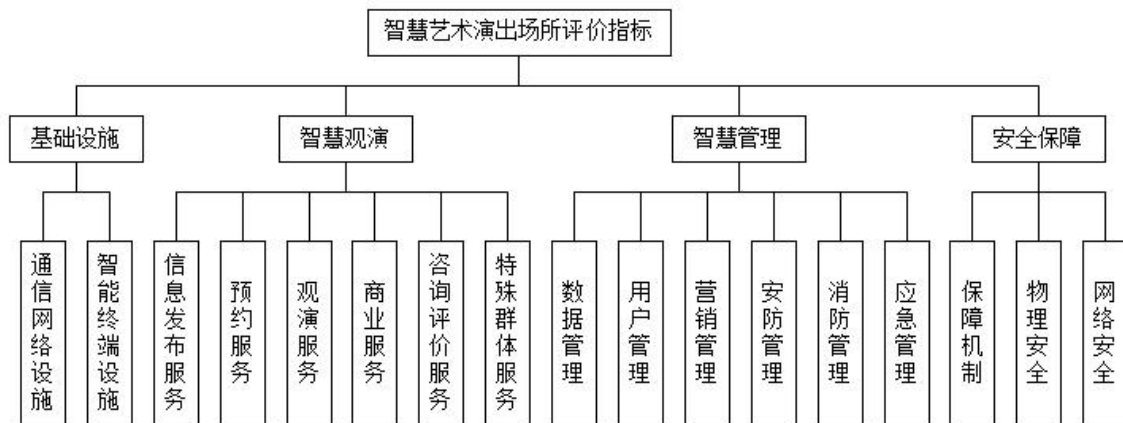 智慧艺术演出场所评价指标
基础设施
智慧观演
智慧管理
安全保障
通信网络设施
智能终端设施
信息发布服务
预约服务
观演服务
商业服务
咨询评价服务
特殊群体服务
数据管理
用户管理
营销管理
安防管理
消防管理
应急管理
保障机制
物理安全
网络安全